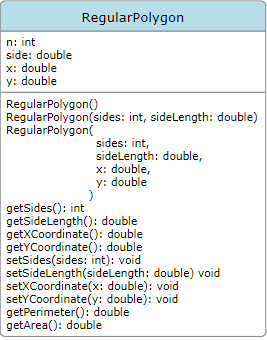 RegularPolygon
n: int
side: double
x: double
y: double
RegularPolygon()
RegularPolygon(sides: int, sideLength: double)
RegularPolygon(
sides: int,
sideLength: double,
x: double,
y: double
)
getSides(): int
getSideLength(): double
getXCoordinate(): double
getYCoordinate(): double
setSides(sides: int): void
setSideLength(sideLength: double) void
setXCoordinate(x: double): void
setYCoordinate(y: double): void
getPerimeter(): double
getArea(): double